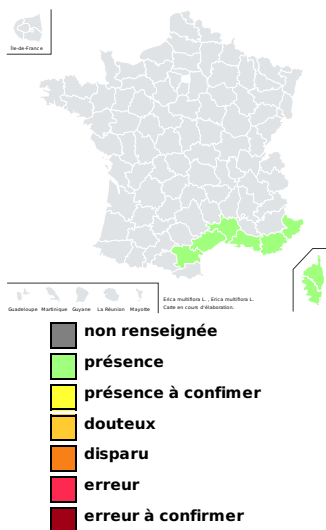 Île-de-France
Guadeloupe Martinique Guyane La Réunion Mayotte
Erica multiflora L. , Erica multiflora L.
Carte en cours d'élaboration.
non renseignée
présence
présence à confimer
douteux
disparu
erreur
erreur à confirmer